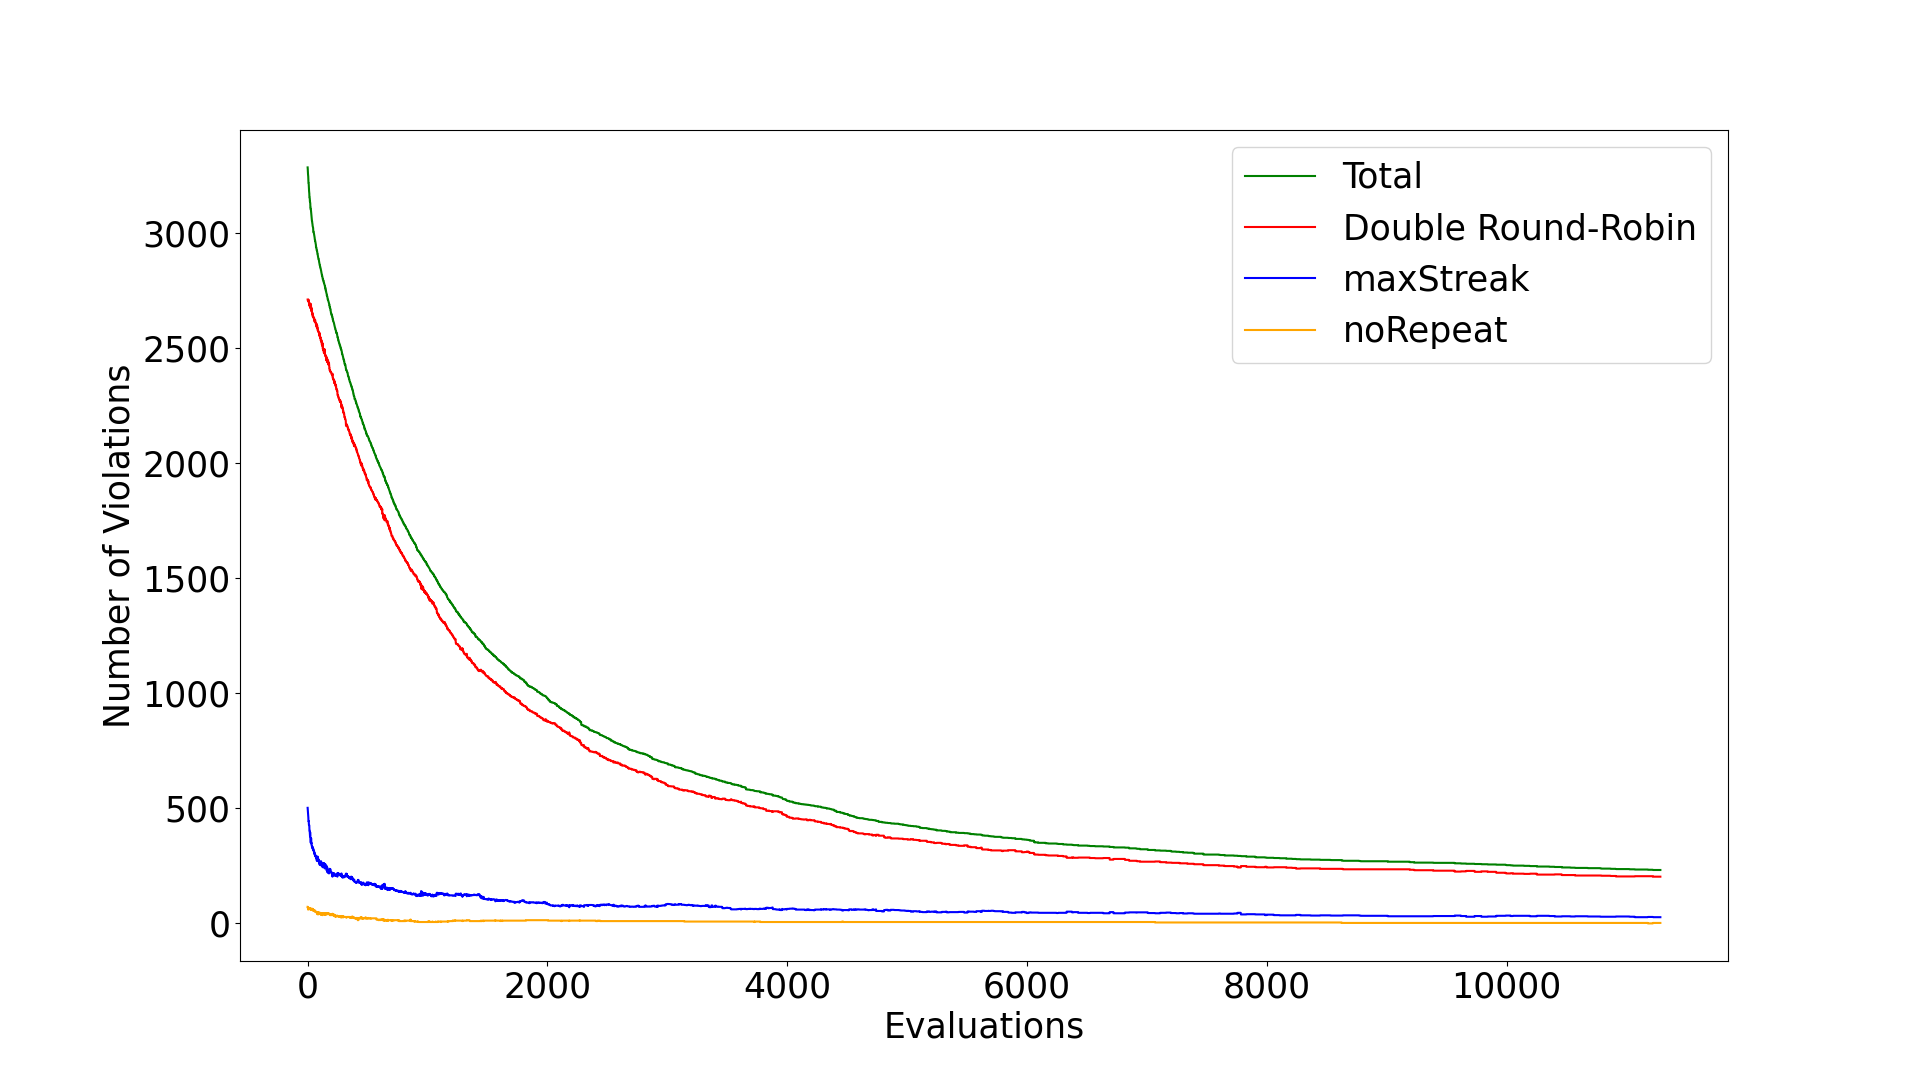 Total
Double Round-Robin
maxStreak
noRepeat
Number of Violations
3000
2500
2000
1500
1000
500
0
0 2000 4000 6000 8000 10000
Evaluations